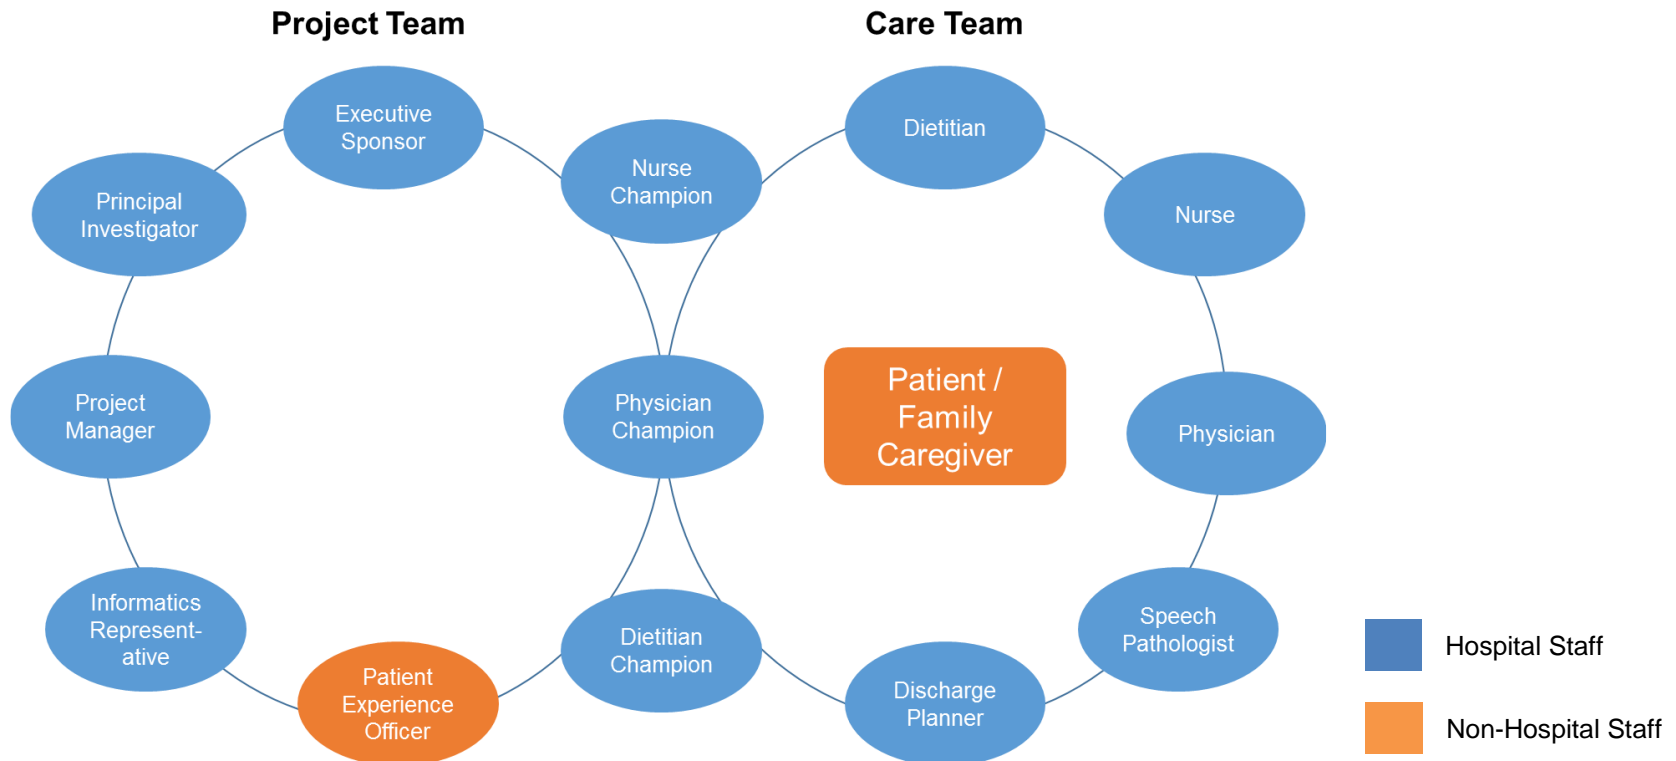 Project Team
Care Team
Executive
Sponsor
Nurse
Champion
Dietitian
Principal
Investigator
Nurse
Project
Manager
Physician
Champion
Patient /
Family
Caregiver
Physician
Informatics
Represent-
ative
Patient
Experience
Officer
Dietitian
Champion
Discharge
Planner
Speech
Pathologist
Hospital Staff
Non-Hospital Staff